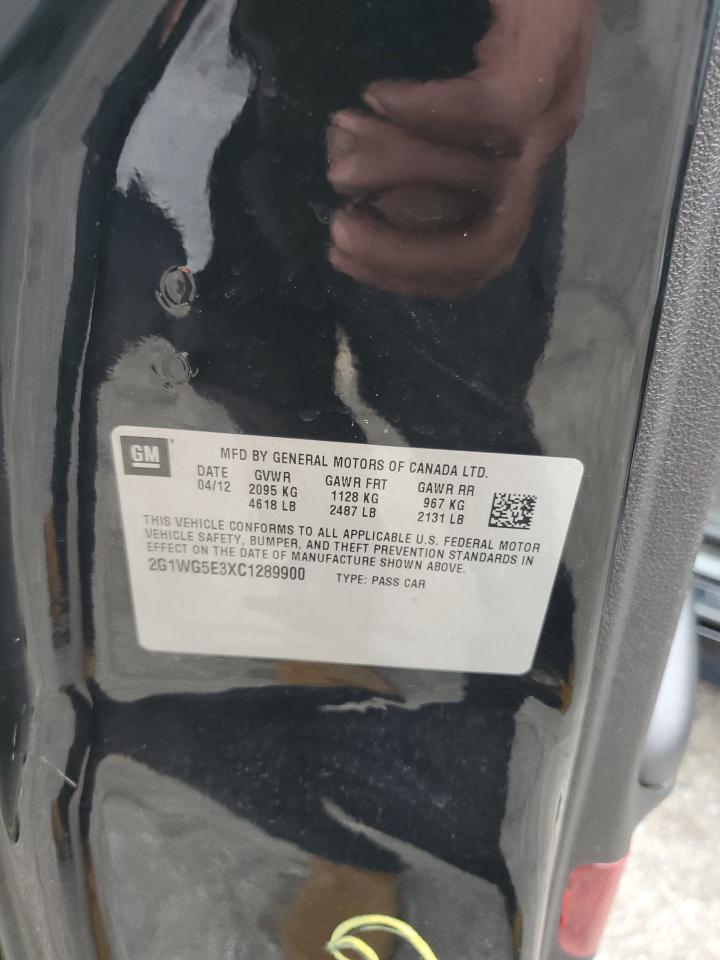 GM®
MFD BY GENERAL MOTORS OF CANADA LTD.
DATE GVWR GAWR FRT GAWR RR
04/12 2095 KG 1128 KG 967 KG
4618 LB 2487 LB 2131 LB
THIS VEHICLE CONFORMS TO ALL APPLICABLE U.S. FEDERAL MOTOR
VEHICLE SAFETY, BUMPER, AND THEFT PREVENTION STANDARDS IN
EFFECT ON THE DATE OF MANUFACTURE SHOWN ABOVE.
2G1WG5E3XC1289900 TYPE: PASS CAR